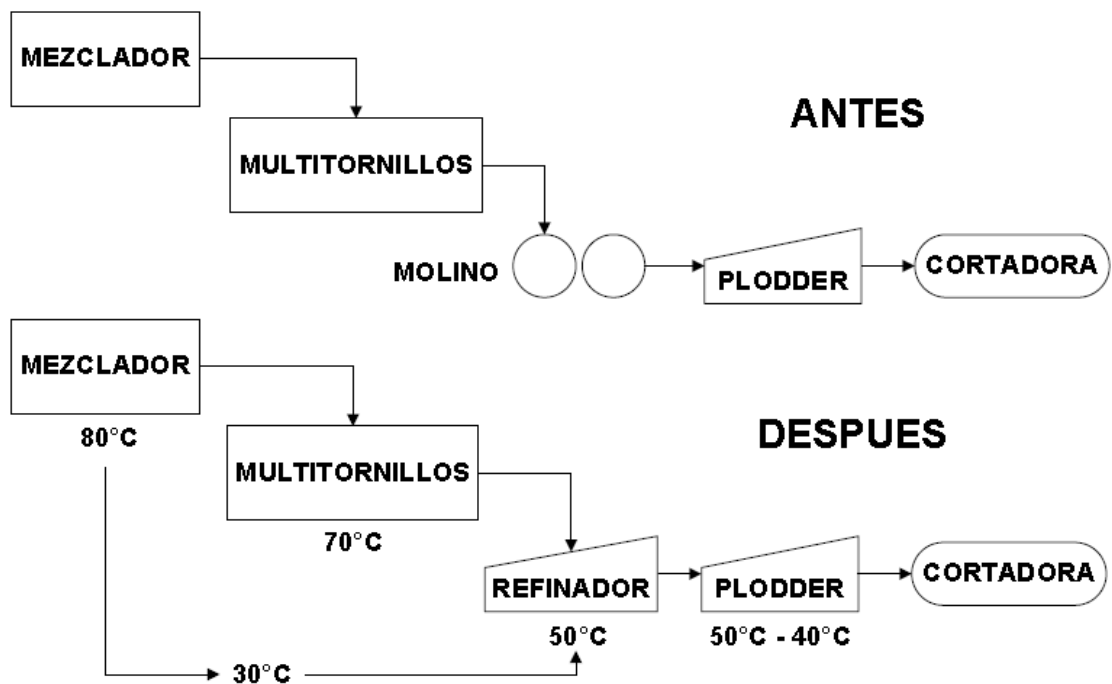 MEZCLADOR
ANTES
MULTITORNILLOS
MOLINO
PLODDER
CORTADORA
MEZCLADOR
80°C
DESPUES
MULTITORNILLOS
70°C
REFINADOR
PLODDER
CORTADORA
50°C
50°C - 40°C
30°C